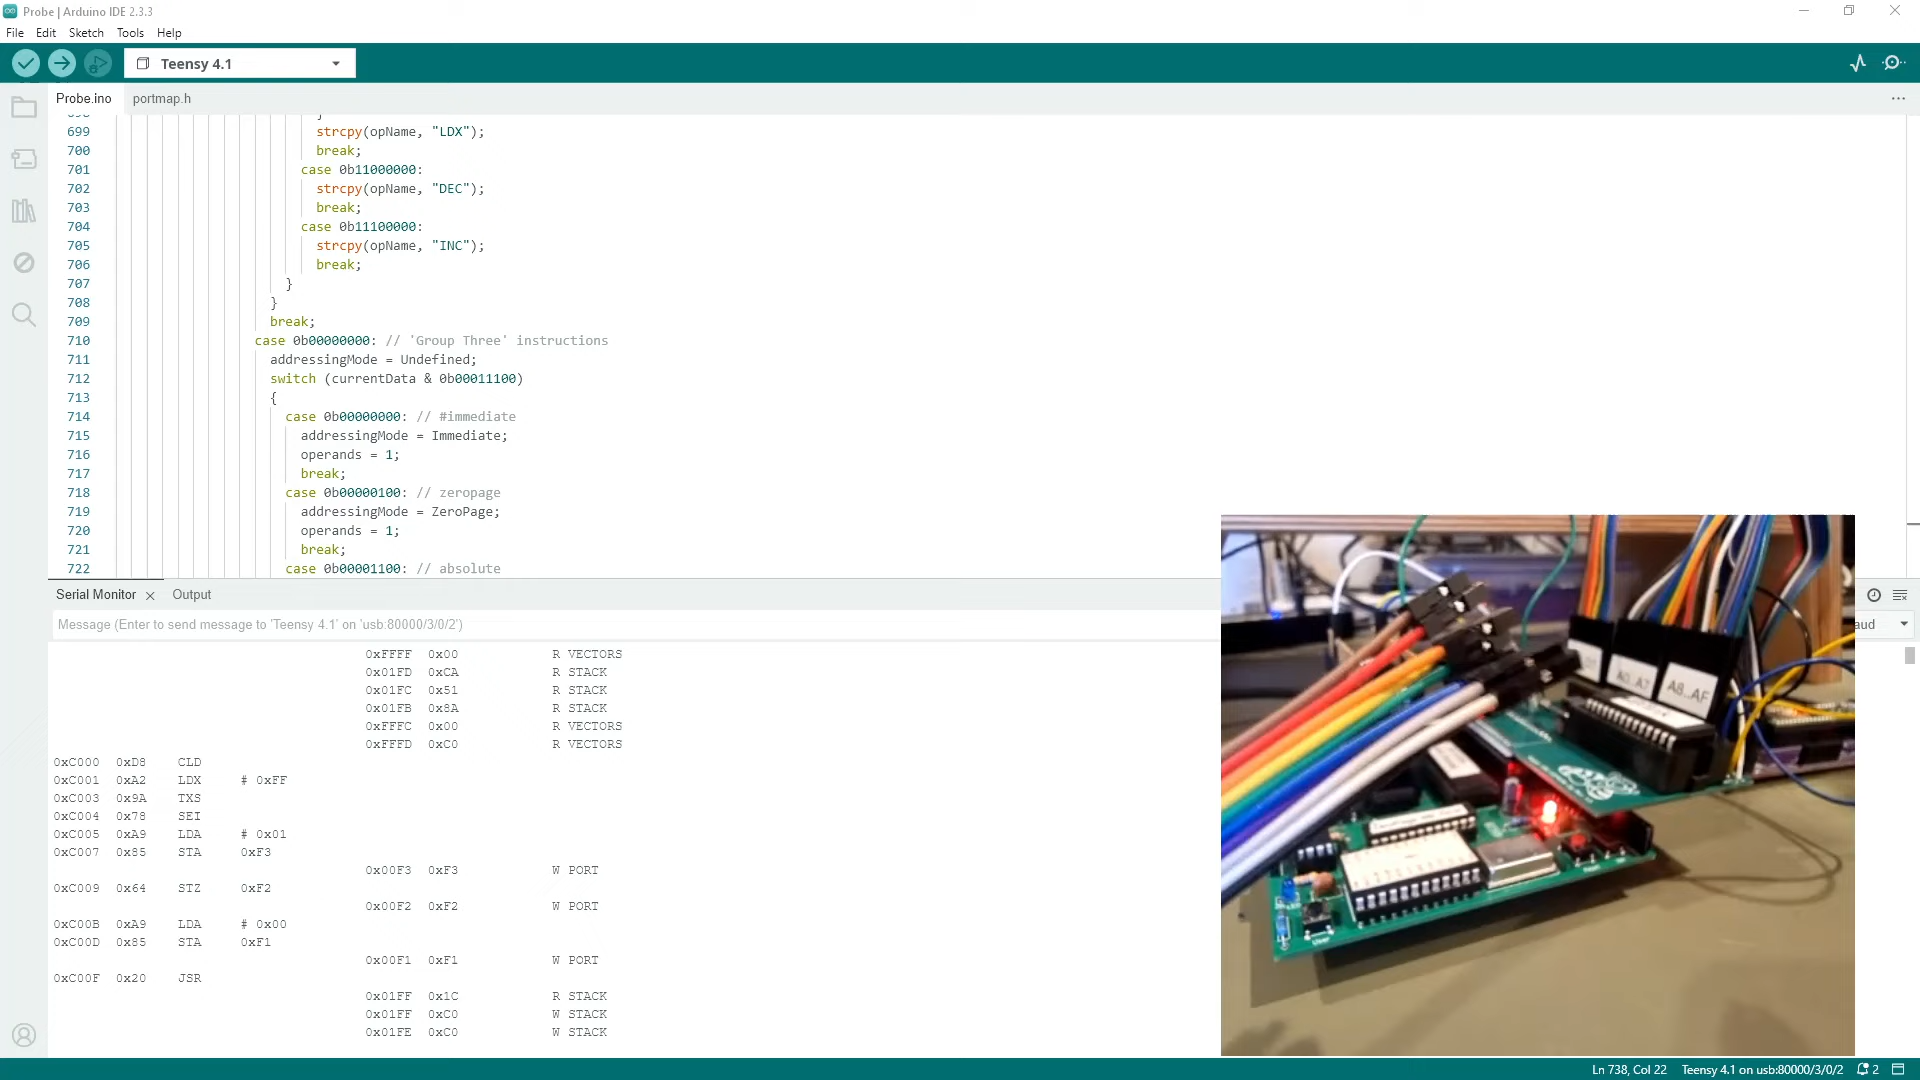 Probe | Arduino IDE 2.3.3
File Edit Sketch Tools Help
Teensy 4.1
Probe.ino portmap.h
699 strcpy(opName, "LDX");
700 break;
701 case 0b11000000:
702 strcpy(opName, "DEC");
703 break;
704 case 0b11100000:
705 strcpy(opName, "INC");
706 break;
707 }
708 }
709 break;
710 case 0b00000000: // 'Group Three' instructions
711 addressingMode = Undefined;
712 switch (currentData & 0b00011100)
713 {
714 case 0b00000000: // #immediate
715 addressingMode = Immediate;
716 operands = 1;
717 break;
718 case 0b00000100: // zeropage
719 addressingMode = ZeroPage;
720 operands = 1;
721 break;
722 case 0b00001100: // absolute
Serial Monitor Output
Message (Enter to send message to 'Teensy 4.1' on 'usb:80000/3/0/2')
aud
0xFFFF 0x00 R VECTORS
0x01FD 0xCA R STACK
0x01FC 0x51 R STACK
0x01FB 0x8A R STACK
0xFFFC 0x00 R VECTORS
0xFFFD 0xC0 R VECTORS
0xC000 0xD8 CLD
0xC001 0xA2 LDX # 0xFF
0xC003 0x9A TXS
0xC004 0x78 SEI
0xC005 0xA9 LDA # 0x01
0xC007 0x85 STA 0xF3
0x00F3 0xF3 W PORT
0xC009 0x64 STZ 0xF2
0x00F2 0xF2 W PORT
0xC00B 0xA9 LDA # 0x00
0xC00D 0x85 STA 0xF1
0x00F1 0xF1 W PORT
0xC00F 0x20 JSR
0x01FF 0x1C R STACK
0x01FF 0xC0 W STACK
0x01FE 0xC0 W STACK
A0..A7
A8..AF
User
Ln 738, Col 22 Teensy 4.1 on usb:80000/3/0/2 2